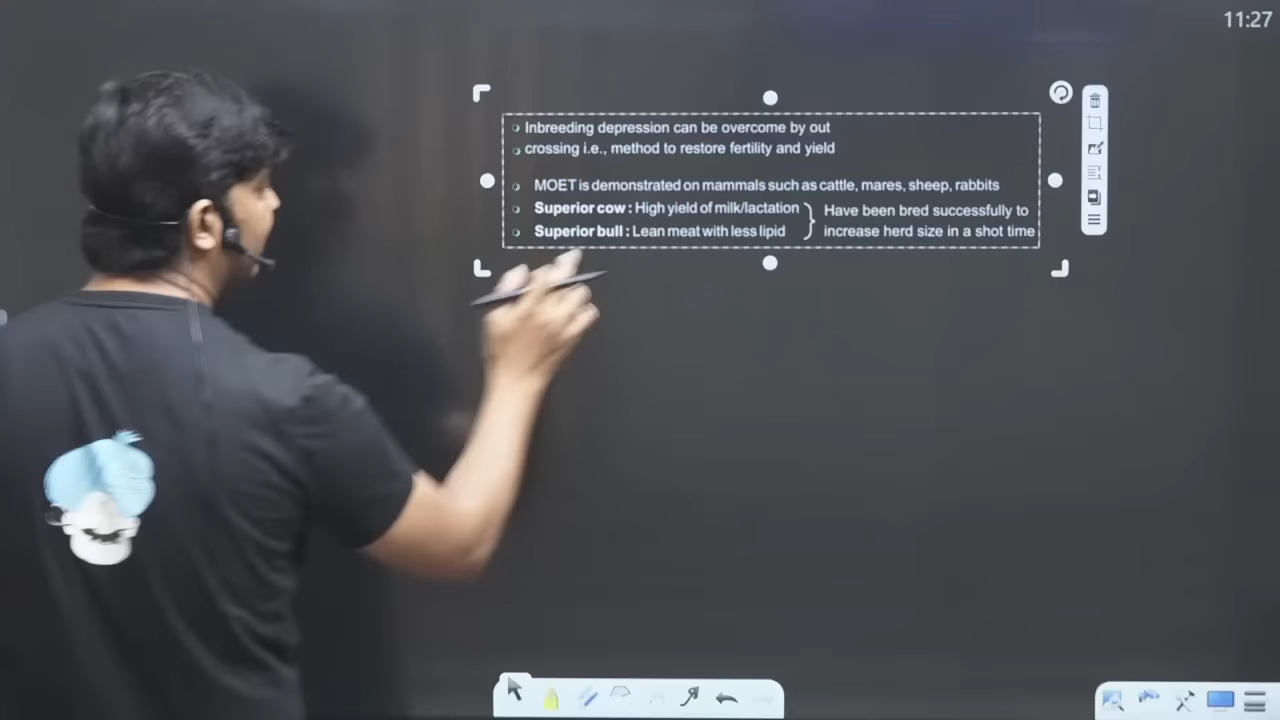 11:27
Inbreeding depression can be overcome by out
crossing i.e., method to restore fertility and yield
MOET is demonstrated on mammals such as cattle, mares, sheep, rabbits
Superior cow : High yield of milk/lactation
Superior bull : Lean meat with less lipid
Have been bred successfully to
increase herd size in a shot time